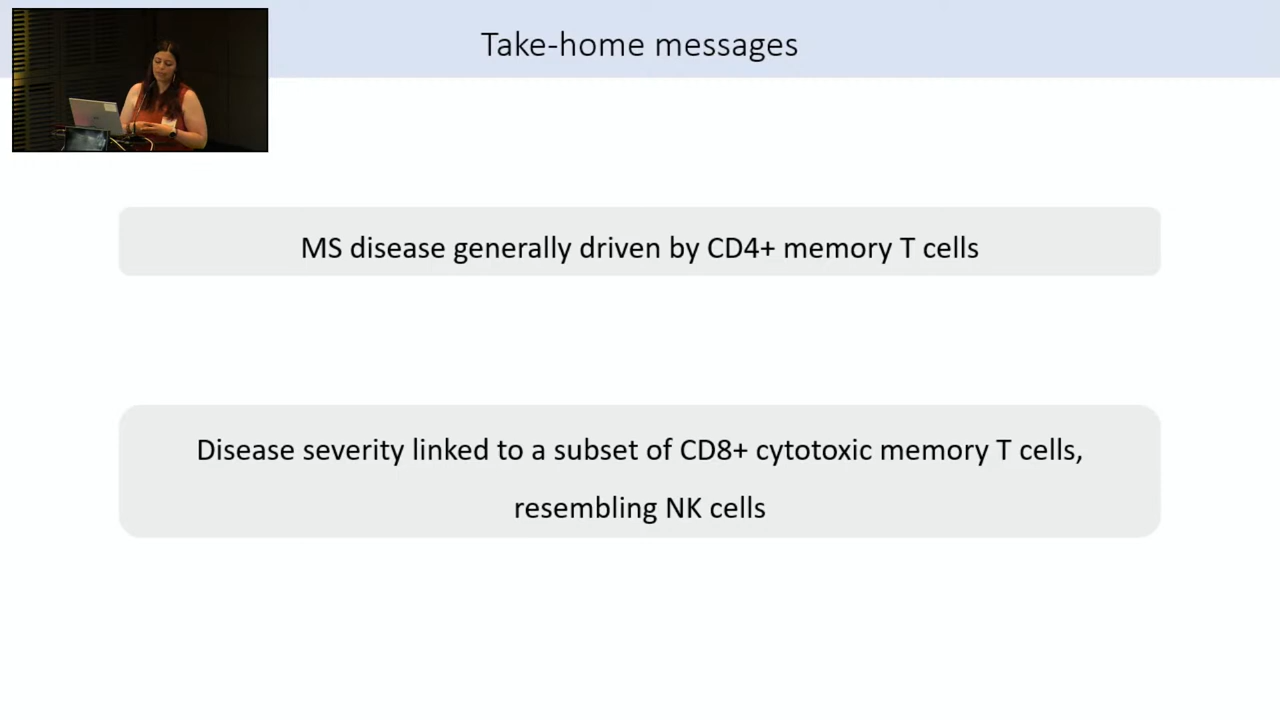 Take-home messages
MS disease generally driven by CD4+ memory T cells
Disease severity linked to a subset of CD8+ cytotoxic memory T cells,
resembling NK cells